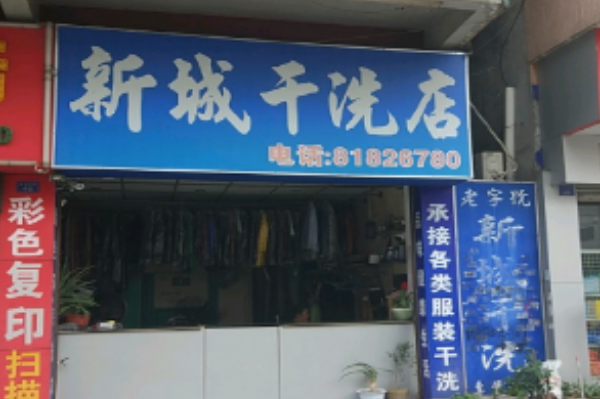 新城干洗店
电话:81826780
彩色复印
扫描
承接各类服装干洗
老字號
新城干洗